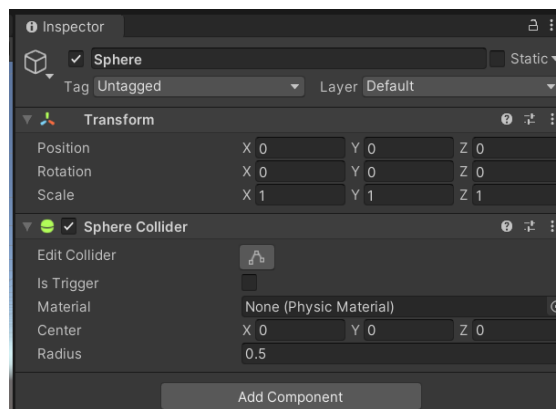 Inspector
Sphere Static
Tag Untagged Layer Default
Transform
Position X 0 Y 0 Z 0
Rotation X 0 Y 0 Z 0
Scale X 1 Y 1 Z 1
Sphere Collider
Edit Collider
Is Trigger
Material None (Physic Material)
Center X 0 Y 0 Z 0
Radius 0.5
Add Component